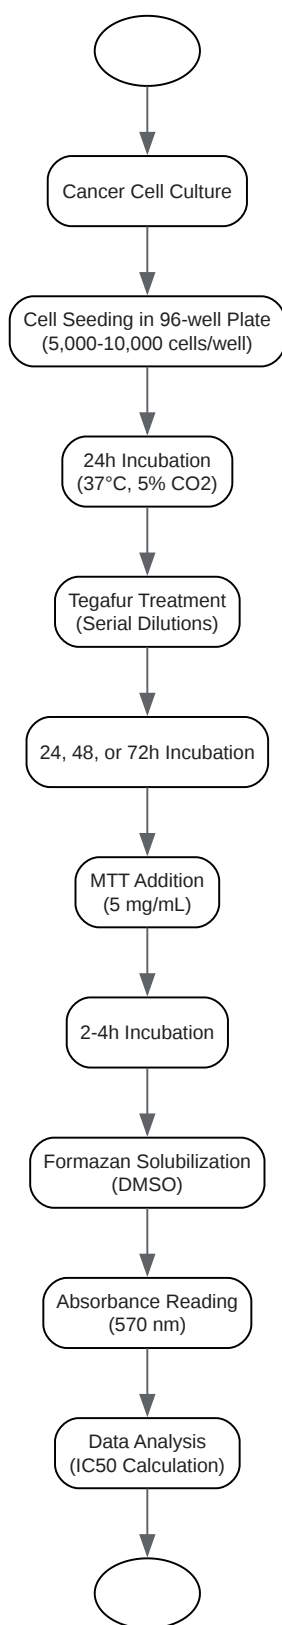 Cancer Cell Culture
Cell Seeding in 96-well Plate
(5,000-10,000 cells/well)
24h Incubation
(37°C, 5% CO2)
Tegafur Treatment
(Serial Dilutions)
24, 48, or 72h Incubation
MTT Addition
(5 mg/mL)
2-4h Incubation
Formazan Solubilization
(DMSO)
Absorbance Reading
(570 nm)
Data Analysis
(IC50 Calculation)